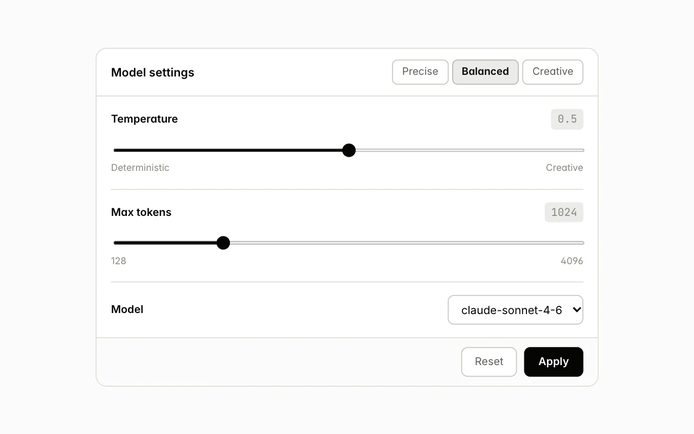 Model settings
Precise
Balanced
Creative
Temperature
0.5
Deterministic
Creative
Max tokens
1024
128
4096
Model
claude-sonnet-4-6
Reset
Apply